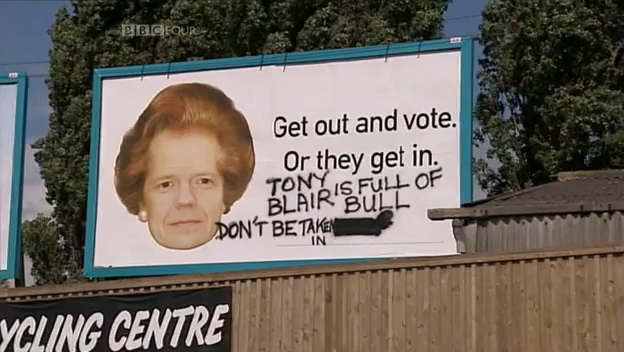 BBC FOUR
Get out and vote.
Or they get in.
TONY BLAIR IS FULL OF BULL
DON'T BE TAKEN IN
YCLING CENTRE